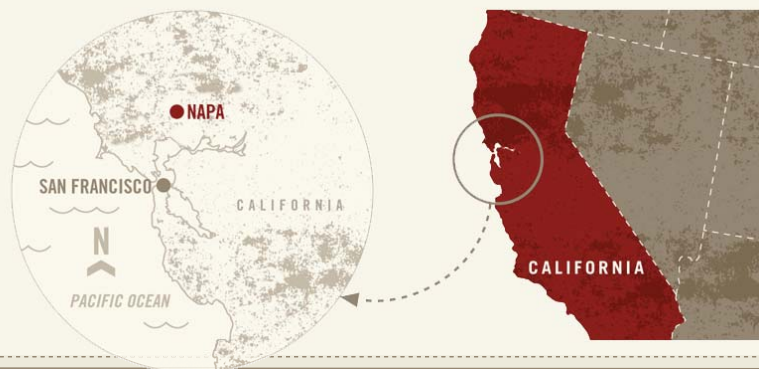 NAPA
SAN FRANCISCO
CALIFORNIA
N
PACIFIC OCEAN
CALIFORNIA